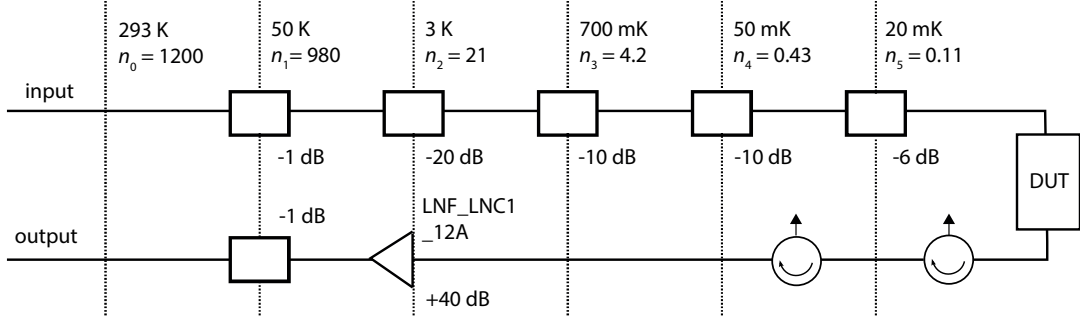 293 K
n0 = 1200
50 K
n1 = 980
3 K
n2 = 21
700 mK
n3 = 4.2
50 mK
n4 = 0.43
20 mK
n5 = 0.11
input
-1 dB
-20 dB
-10 dB
-10 dB
-6 dB
DUT
-1 dB
LNF_LNC1
_12A
output
+40 dB